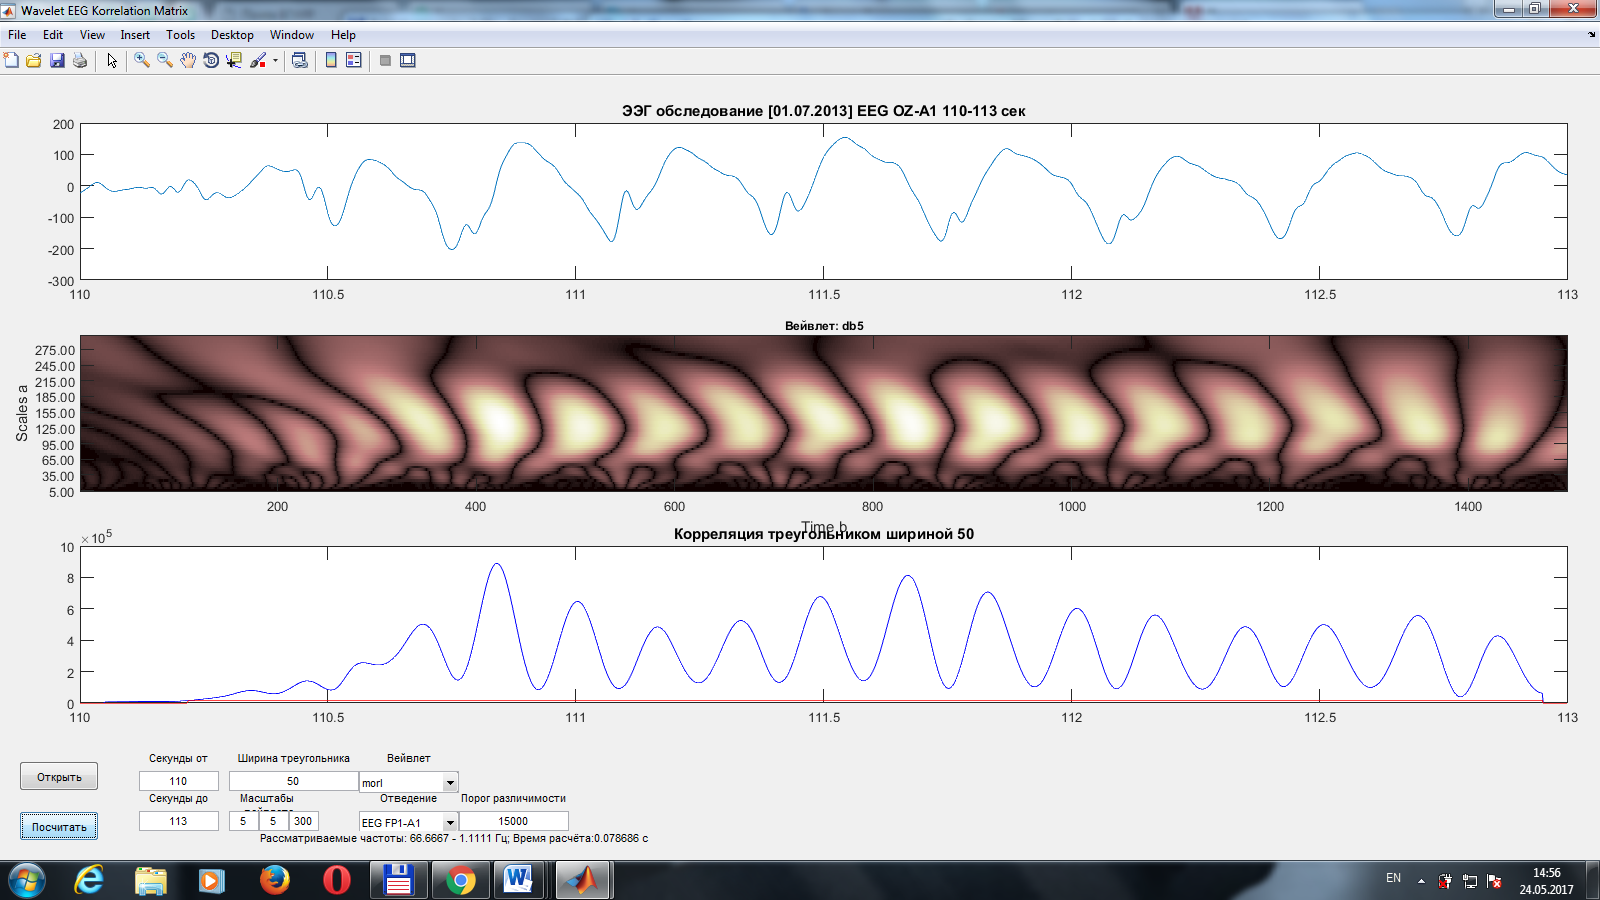 Wavelet EEG Korrelation Matrix
File Edit View Insert Tools Desktop Window Help
ЭЭГ обследование [01.07.2013] EEG OZ-A1 110-113 сек
200
100
0
-100
-200
-300
110 110.5 111 111.5 112 112.5 113
Вейвлет: db5
Scales a
275.00
245.00
215.00
185.00
155.00
125.00
95.00
65.00
35.00
5.00
200 400 600 800 1000 1200 1400
Time b
Корреляция треугольником шириной 50
×10^5
10
8
6
4
2
0
110 110.5 111 111.5 112 112.5 113
Секунды от Ширина треугольника Вейвлет
Открыть 110 50 morl
Секунды до Масштабы Отведение Порог различимости
Посчитать 113 5 5 300 EEG FP1-A1 15000
Рассматриваемые частоты: 66.6667 - 1.1111 Гц; Время расчёта:0.078686 с
EN 14:56
24.05.2017